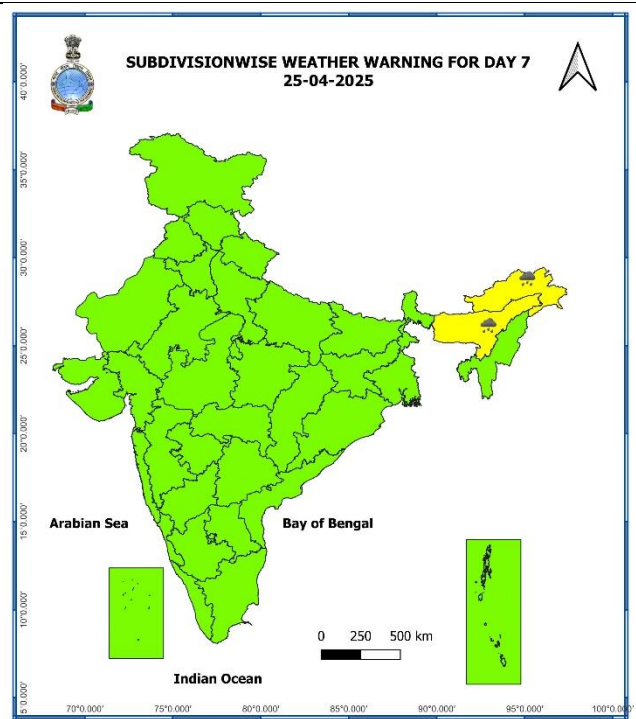 SUBDIVISIONWISE WEATHER WARNING FOR DAY 7
25-04-2025
40°0.000'
35°0.000'
30°0.000'
25°0.000'
20°0.000'
15°0.000'
10°0.000'
5°0.000'
Arabian Sea
Bay of Bengal
0 250 500 km
Indian Ocean
70°0.000' 75°0.000' 80°0.000' 85°0.000' 90°0.000' 95°0.000' 100°0.000'